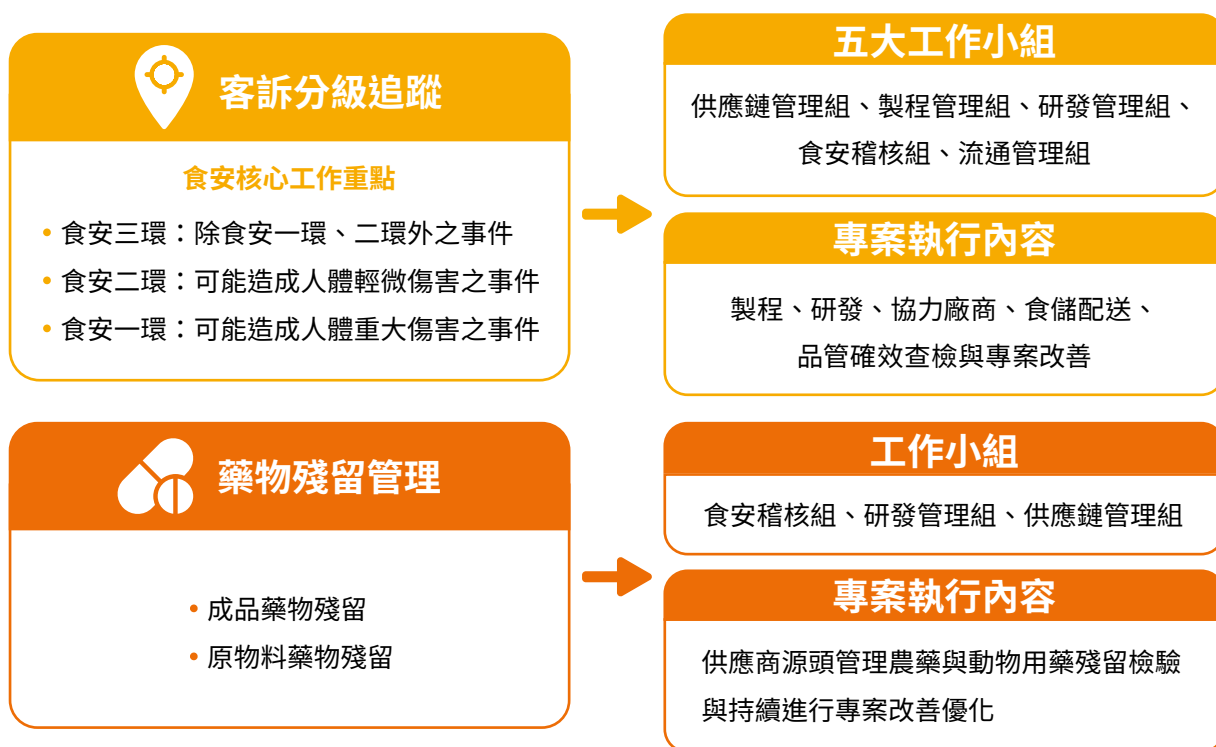 客訴分級追蹤
食安核心工作重點
• 食安三環：除食安一環、二環外之事件
• 食安二環：可能造成人體輕微傷害之事件
• 食安一環：可能造成人體重大傷害之事件
五大工作小組
供應鏈管理組、製程管理組、研發管理組、
食安稽核組、流通管理組
專案執行內容
製程、研發、協力廠商、食儲配送、
品管確效查檢與專案改善
藥物殘留管理
• 成品藥物殘留
• 原物料藥物殘留
工作小組
食安稽核組、研發管理組、供應鏈管理組
專案執行內容
供應商源頭管理農藥與動物用藥殘留檢驗
與持續進行專案改善優化